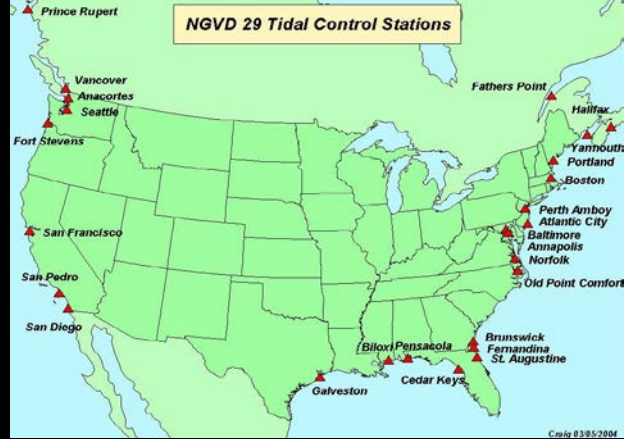 NGVD 29 Tidal Control Stations
Prince Rupert
Vancover
Anacortes
Seattle
Fort Stevens
San Francisco
San Pedro
San Diego
Fathers Point
Halifax
Yarmouth
Portland
Boston
Perth Amboy
Atlantic City
Baltimore
Annapolis
Norfolk
Old Point Comfort
Brunswick
Fernandina
St. Augustine
Biloxi
Pensacola
Cedar Keys
Galveston
Craig 03/05/2004